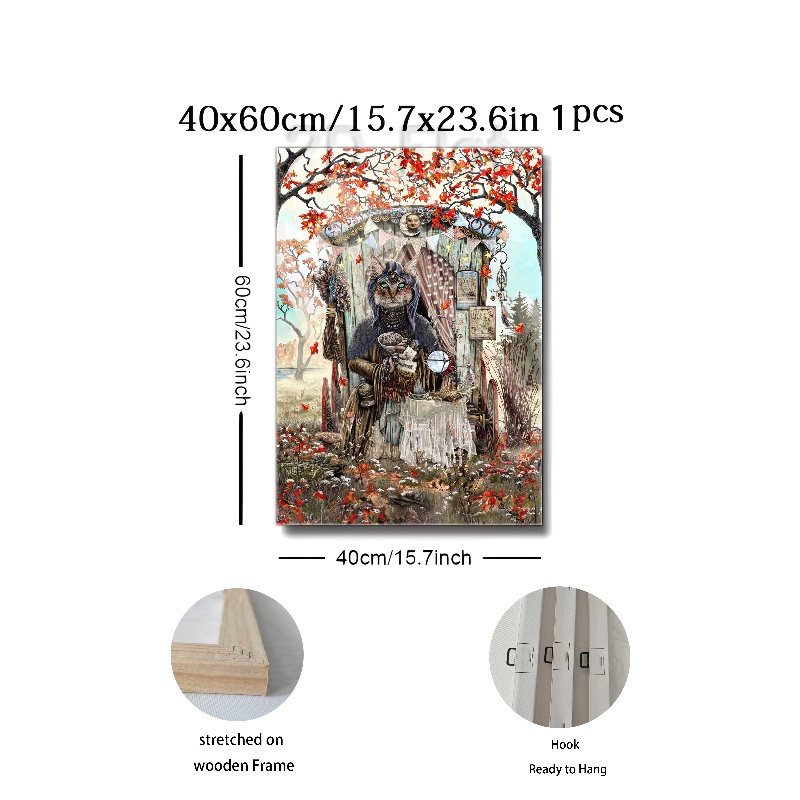 40x60cm/15.7x23.6in 1pcs
60cm/23.6inch
40cm/15.7inch
stretched on
wooden Frame
Hook
Ready to Hang